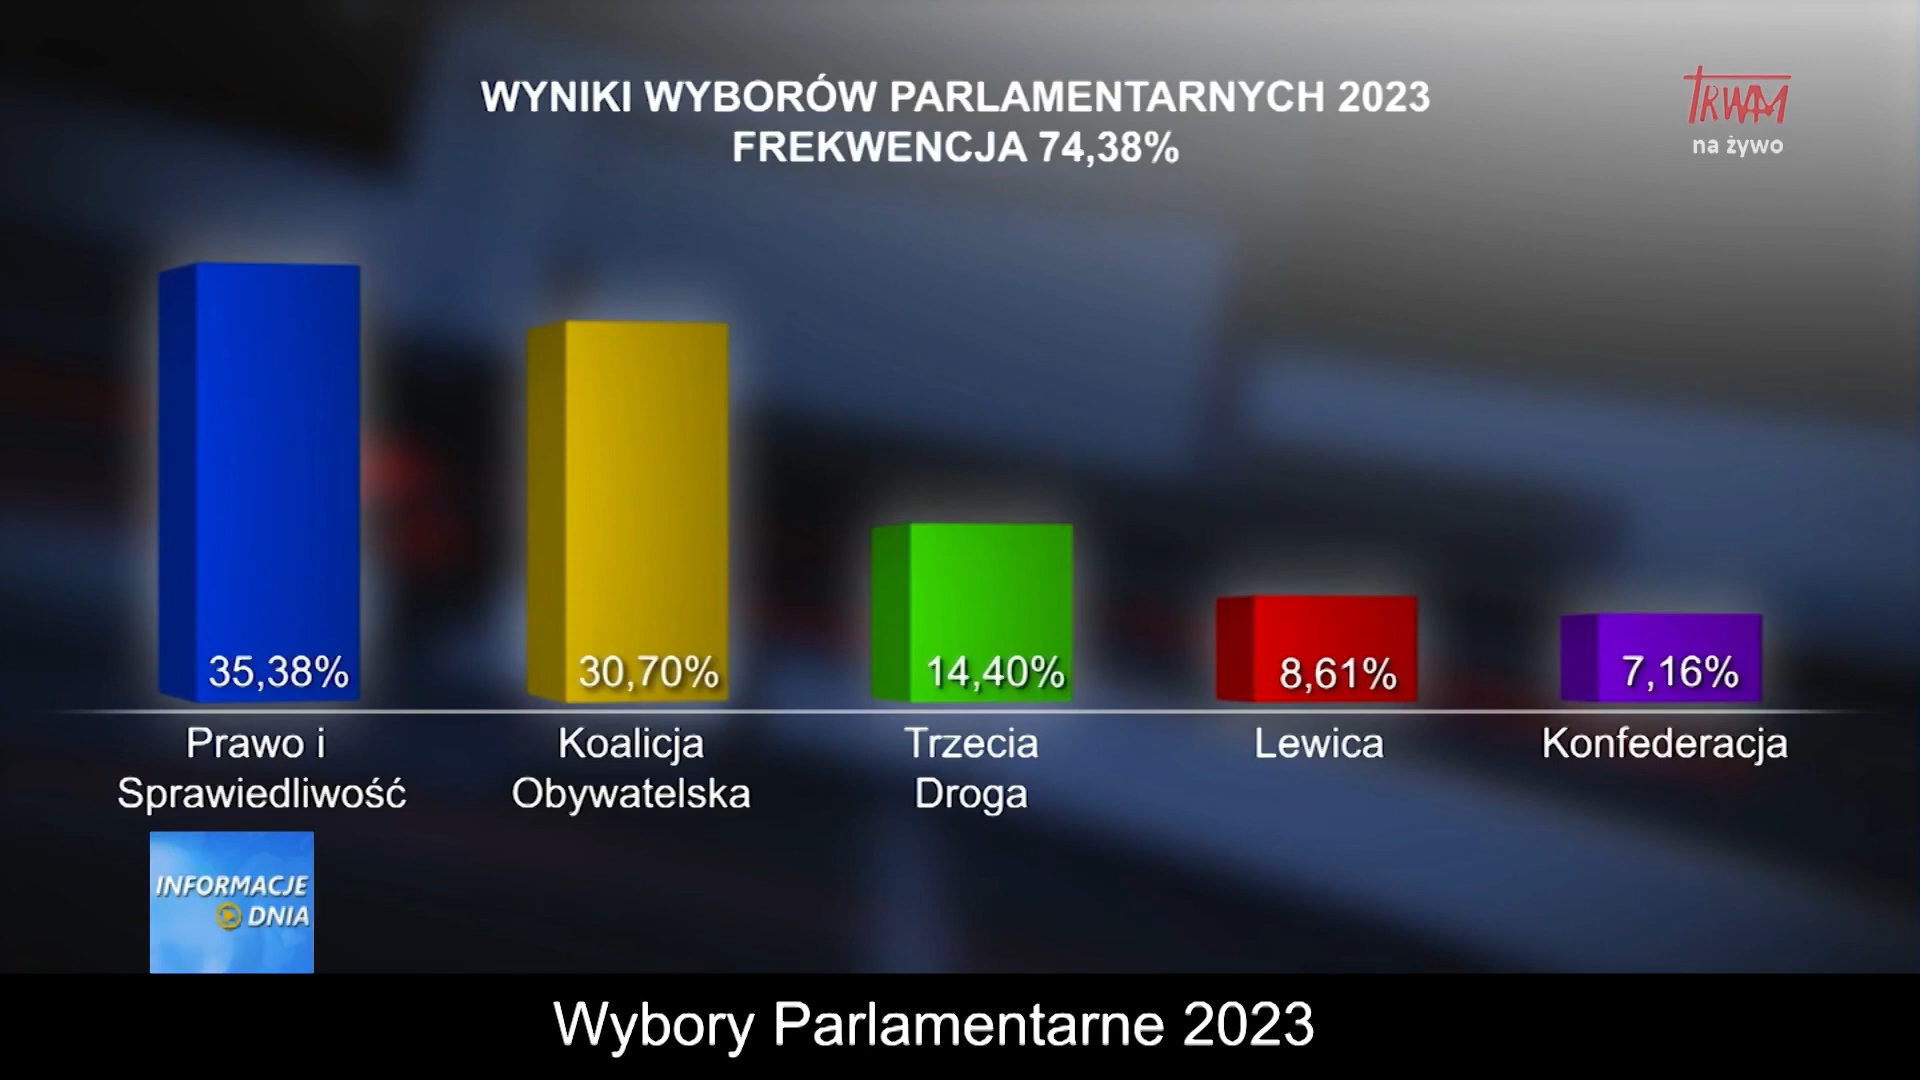 WYNIKI WYBORÓW PARLAMENTARNYCH 2023
FREKWENCJA 74,38%
TRWAM
na żywo
35,38%
30,70%
14,40%
8,61%
7,16%
Prawo i
Sprawiedliwość
Koalicja
Obywatelska
Trzecia
Droga
Lewica
Konfederacja
INFORMACJE
DNIA
Wybory Parlamentarne 2023